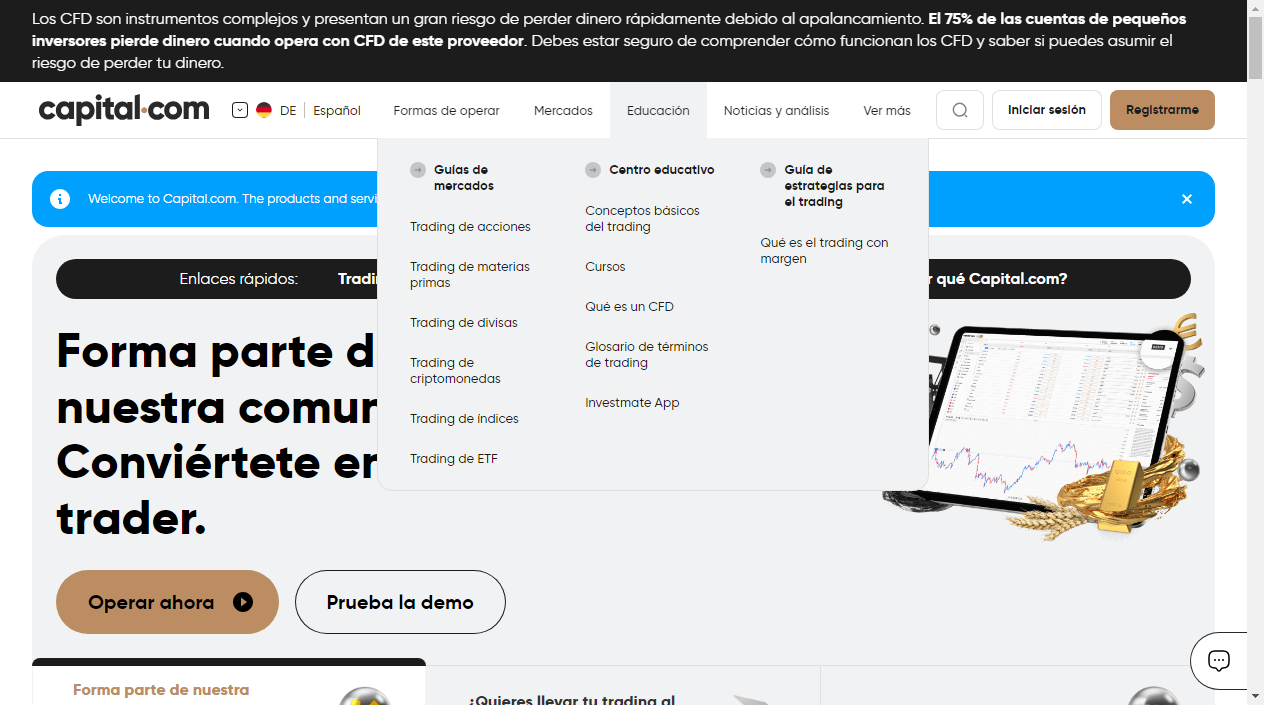 Los CFD son instrumentos complejos y presentan un gran riesgo de perder dinero rápidamente debido al apalancamiento. El 75% de las cuentas de pequeños
inversores pierde dinero cuando opera con CFD de este proveedor. Debes estar seguro de comprender cómo funcionan los CFD y saber si puedes asumir el
riesgo de perder tu dinero.
capital.com
DE
Español
Formas de operar
Mercados
Educación
Noticias y análisis
Ver más
Iniciar sesión
Registrarme
Guías de
mercados
Trading de acciones
Trading de materias
primas
Trading de divisas
Trading de
criptomonedas
Trading de índices
Trading de ETF
Centro educativo
Conceptos básicos
del trading
Cursos
Qué es un CFD
Glosario de términos
de trading
Investmate App
Guía de
estrategias para
el trading
Qué es el trading con
margen
Welcome to Capital.com. The products and servi
Enlaces rápidos:
qué Capital.com?
Forma parte d
nuestra comun
Conviértete en
trader.
Operar ahora
Prueba la demo
Forma parte de nuestra
¿Quieres llevar tu trading al